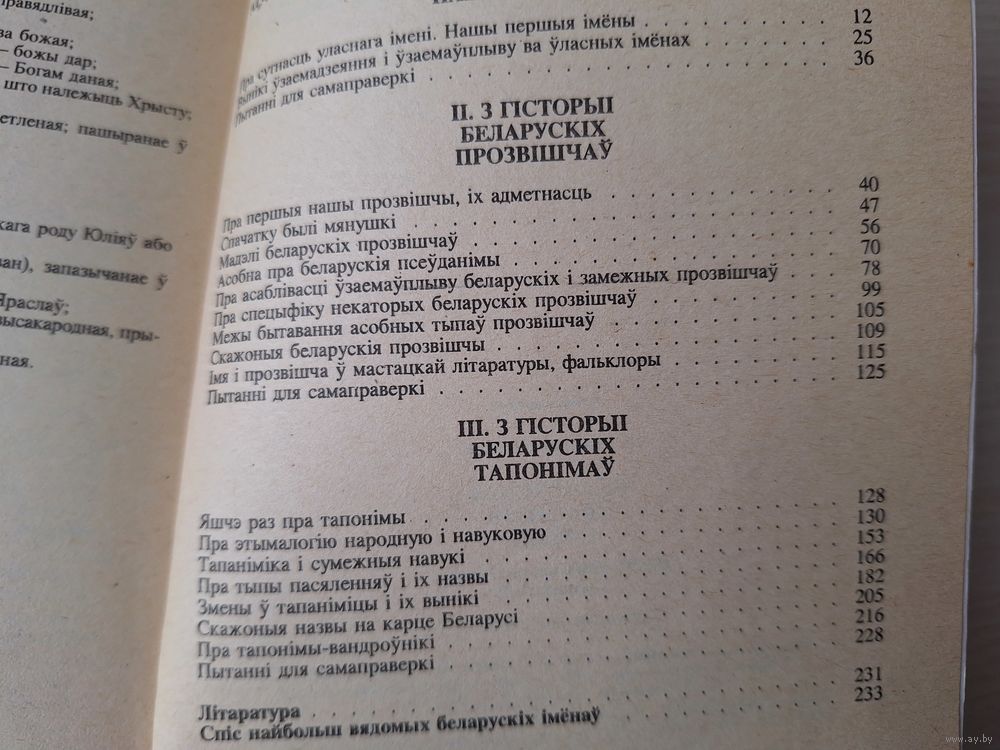 праведлівая;
ва божая;
— божы дар;
— Богам даная;
што належыць Хрысту;
етленая; пашыранае ў
кага роду Юліяў або
ван), запазычанае ў
Яраслаў;
высакародная, пры-
ная.
Пра сутнасць уласнага імені. Нашы першыя імёны . . . . . . . . . 12
Вынікі ўзаемадзеяння і ўзаемаўплыву ва ўласных імёнах . . . . . . 25
Пытанні для самаправеркі . . . . . . . . . . . . . . . . . . . 36
II. З ГІСТОРЫІ
БЕЛАРУСКІХ
ПРОЗВІШЧАЎ
Пра першыя нашы прозвішчы, іх адметнасць . . . . . . . . . . . 40
Спачатку былі мянушкі . . . . . . . . . . . . . . . . . . . . 47
Мадэлі беларускіх прозвішчаў . . . . . . . . . . . . . . . . . 56
Асобна пра беларускія псеўданімы . . . . . . . . . . . . . . . 70
Пра асаблівасці ўзаемаўплыву беларускіх і замежных прозвішчаў . . . 78
Пра спецыфіку некаторых беларускіх прозвішчаў . . . . . . . . . 99
Межы бытавання асобных тыпаў прозвішчаў . . . . . . . . . . . 105
Скажоныя беларускія прозвішчы . . . . . . . . . . . . . . . . 109
Імя і прозвішча ў мастацкай літаратуры, фальклоры . . . . . . . 115
Пытанні для самаправеркі . . . . . . . . . . . . . . . . . . . 125
III. З ГІСТОРЫІ
БЕЛАРУСКІХ
ТАПОНІМАЎ
Яшчэ раз пра тапонімы . . . . . . . . . . . . . . . . . . . . 128
Пра этымалогію народную і навуковую . . . . . . . . . . . . . 130
Тапаніміка і сумежныя навукі . . . . . . . . . . . . . . . . . 153
Пра тыпы пасяленняў і іх назвы . . . . . . . . . . . . . . . . 166
Змены ў тапаніміцы і іх вынікі . . . . . . . . . . . . . . . . 182
Скажоныя назвы на карце Беларусі . . . . . . . . . . . . . . . 205
Пра тапонімы-вандроўнікі . . . . . . . . . . . . . . . . . . . 216
Пытанні для самаправеркі . . . . . . . . . . . . . . . . . . . 228
Літаратура . . . . . . . . . . . . . . . . . . . . . . . . . 231
Спіс найбольш вядомых беларускіх імёнаў . . . . . . . . . . . 233
www.ay.by